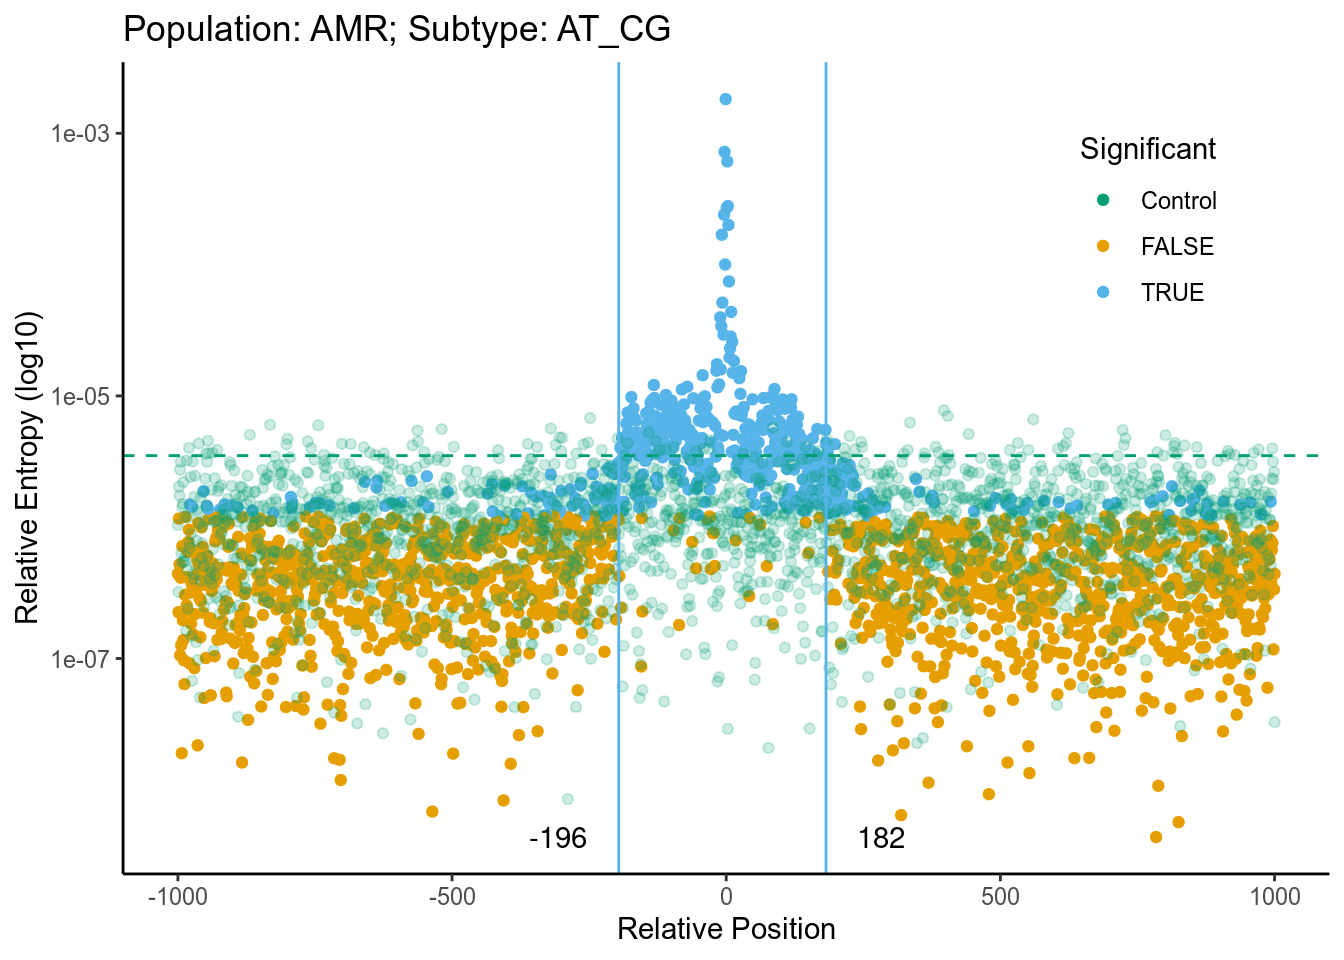 Population: AMR; Subtype: AT_CG
Relative Entropy (log10)
1e-03
1e-05
1e-07
Significant
Control
FALSE
TRUE
-196
182
-1000
-500
0
500
1000
Relative Position